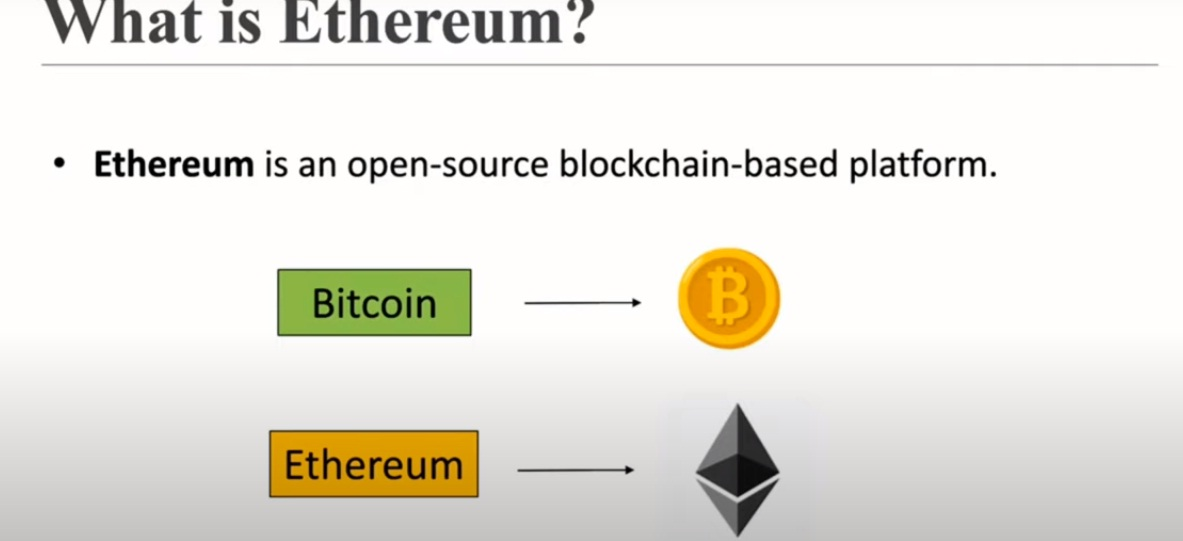 What is Ethereum?
• Ethereum is an open-source blockchain-based platform.
Bitcoin
Ethereum